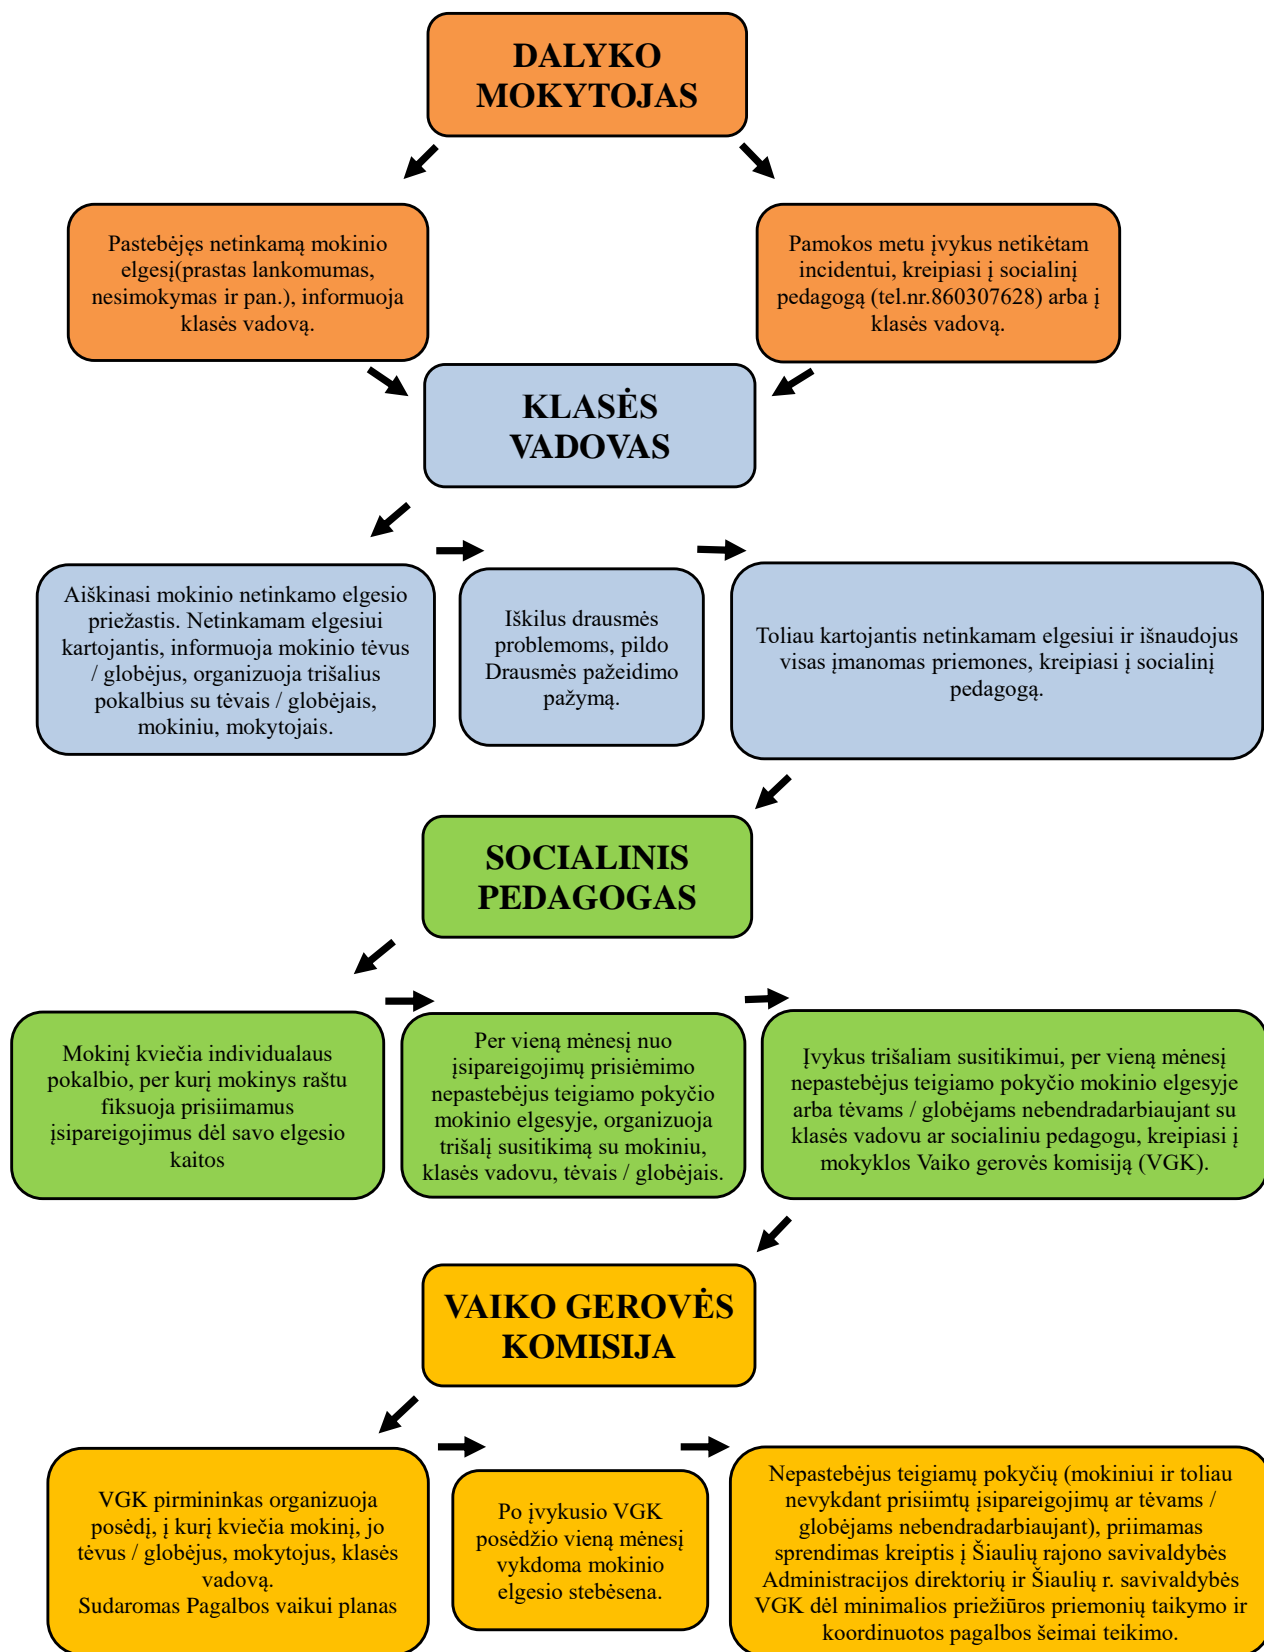 DALYKO
MOKYTOJAS
Pastebėjęs netinkamą mokinio
elgesį(prastas lankomumas,
nesimokymas ir pan.), informuoja
klasės vadovą.
Pamokos metu įvykus netikėtam
incidentui, kreipiasi į socialinį
pedagogą (tel.nr.860307628) arba į
klasės vadovą.
KLASĖS
VADOVAS
Aiškinasi mokinio netinkamo elgesio
priežastis. Netinkamam elgesiui
kartojantis, informuoja mokinio tėvus
/ globėjus, organizuoja trišalius
pokalbius su tėvais / globėjais,
mokiniu, mokytojais.
Iškilus drausmės
problemoms, pildo
Drausmės pažeidimo
pažymą.
Toliau kartojantis netinkamam elgesiui ir išnaudojus
visas įmanomas priemones, kreipiasi į socialinį
pedagogą.
SOCIALINIS
PEDAGOGAS
Mokinį kviečia individualaus
pokalbio, per kurį mokinys raštu
fiksuoja prisiimamus
įsipareigojimus dėl savo elgesio
kaitos
Per vieną mėnesį nuo
įsipareigojimų prisiėmimo
nepastebėjus teigiamo pokyčio
mokinio elgesyje, organizuoja
trišalį susitikimą su mokiniu,
klasės vadovu, tėvais / globėjais.
Įvykus trišaliam susitikimui, per vieną mėnesį
nepastebėjus teigiamo pokyčio mokinio elgesyje
arba tėvams / globėjams nebendradarbiaujant su
klasės vadovu ar socialiniu pedagogu, kreipiasi į
mokyklos Vaiko gerovės komisiją (VGK).
VAIKO GEROVĖS
KOMISIJA
VGK pirmininkas organizuoja
posėdį, į kurį kviečia mokinį, jo
tėvus / globėjus, mokytojus, klasės
vadovą.
Sudaromas Pagalbos vaikui planas
Po įvykusio VGK
posėdžio vieną mėnesį
vykdoma mokinio
elgesio stebėsena.
Nepastebėjus teigiamų pokyčių (mokiniui ir toliau
nevykdant prisiimtų įsipareigojimų ar tėvams /
globėjams nebendradarbiaujant), priimamas
sprendimas kreiptis į Šiaulių rajono savivaldybės
Administracijos direktorių ir Šiaulių r. savivaldybės
VGK dėl minimalios priežiūros priemonių taikymo ir
koordinuotos pagalbos šeimai teikimo.